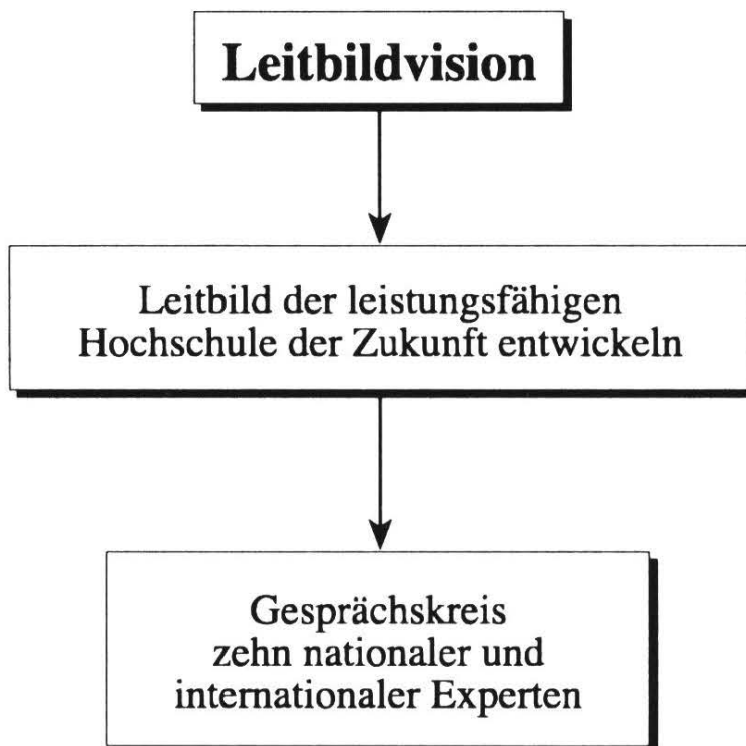 Leitbildvision
Leitbild der leistungsfähigen
Hochschule der Zukunft entwickeln
Gesprächskreis
zehn nationaler und
internationaler Experten